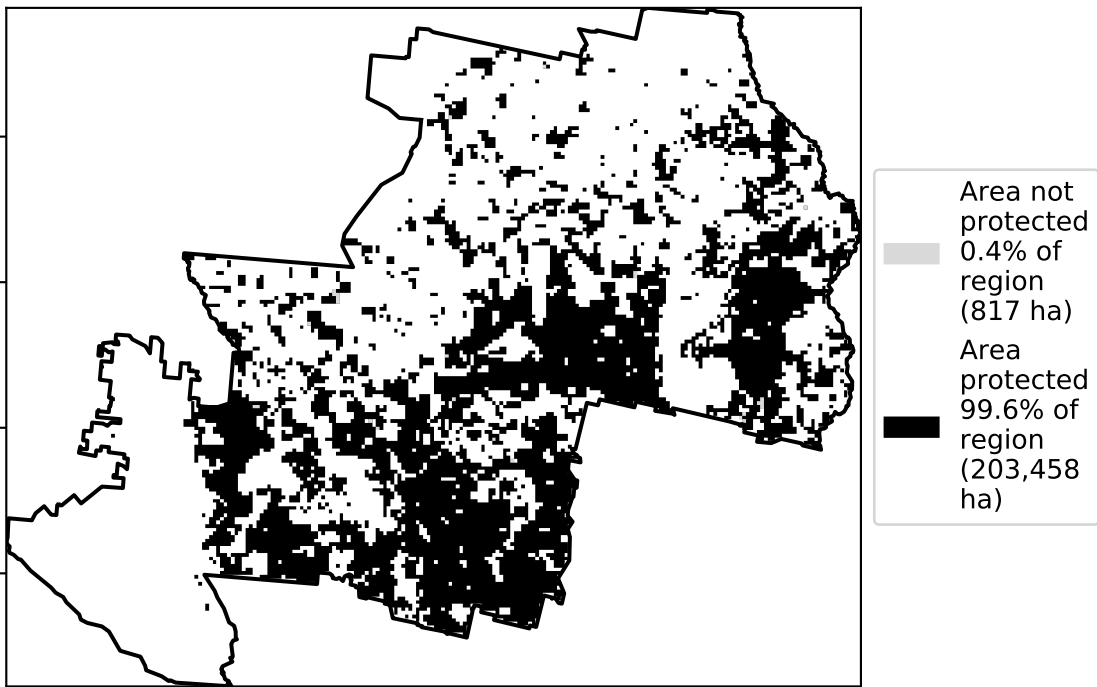 Area not
protected
0.4% of
region
(817 ha)
Area
protected
99.6% of
region
(203,458
ha)